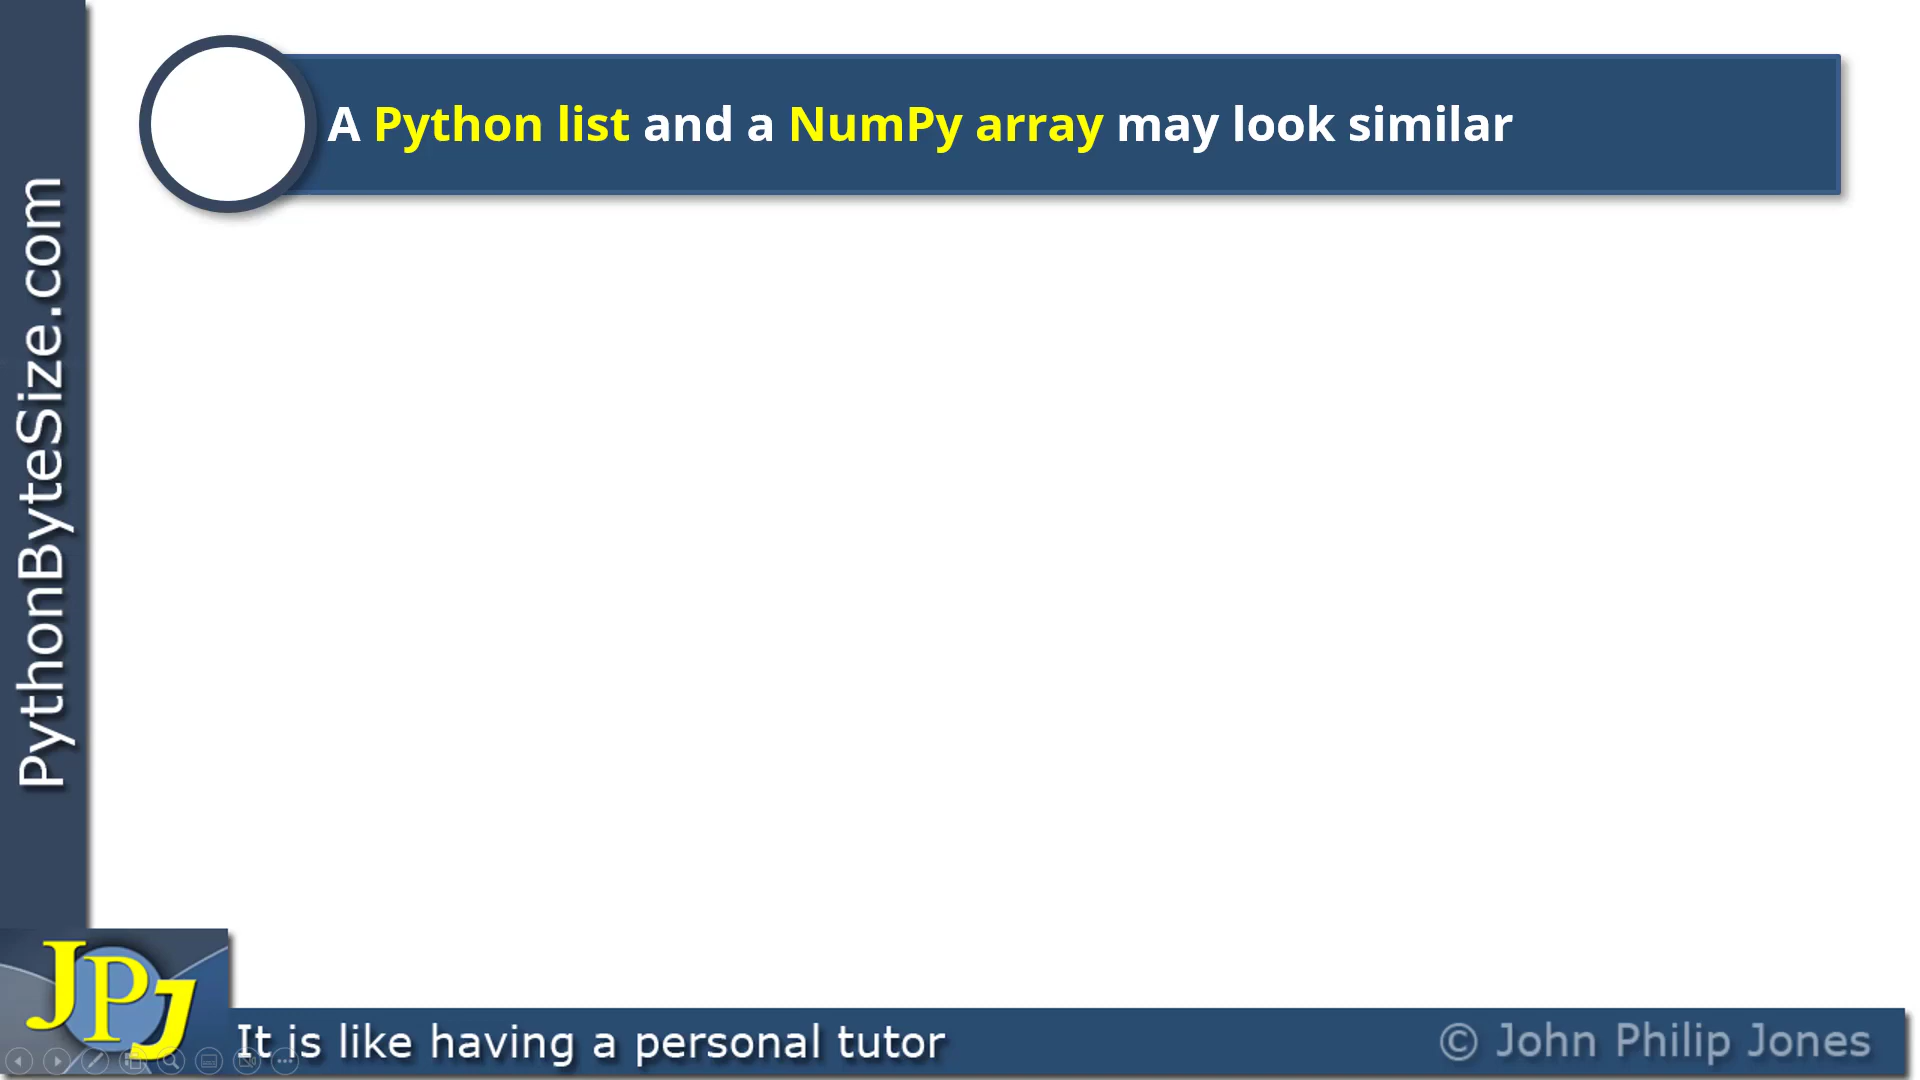 A Python list and a NumPy array may look similar
PythonByteSize.com
JPJ
It is like having a personal tutor
© John Philip Jones